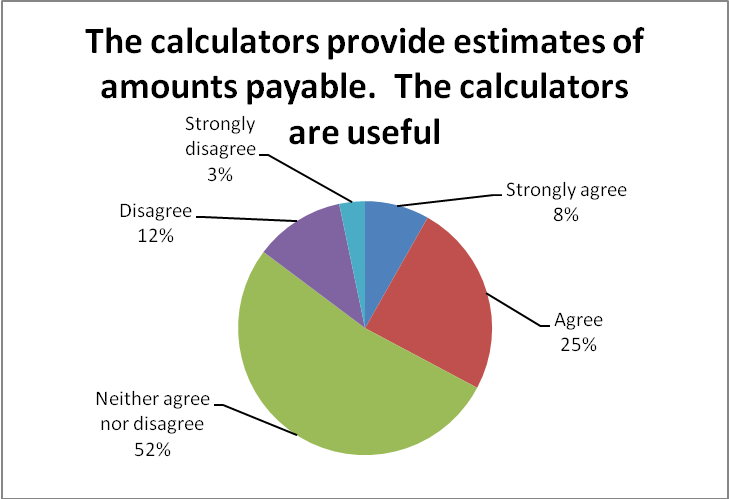 The calculators provide estimates of
amounts payable.  The calculators
are useful
Strongly
disagree
3%
Strongly agree
8%
Disagree
12%
Agree
25%
Neither agree
nor disagree
52%